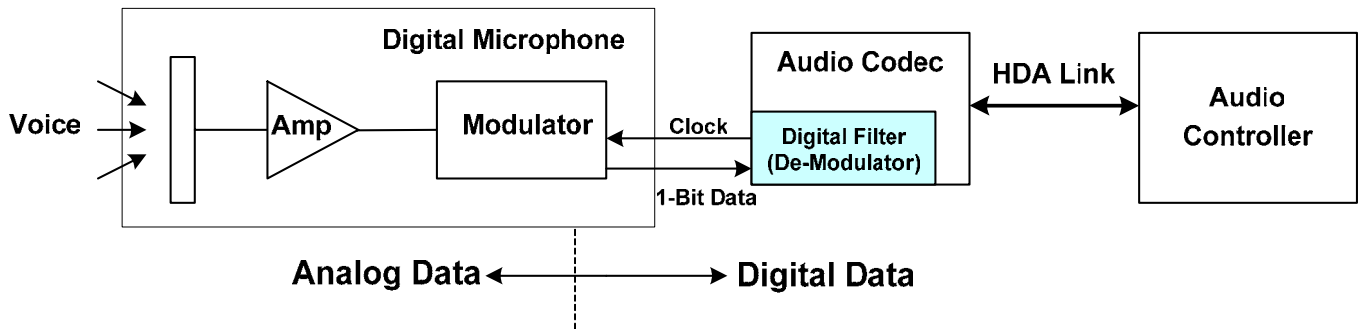 Digital Microphone
Voice
Amp
Modulator
Clock
1-Bit Data
Audio Codec
Digital Filter
(De-Modulator)
HDA Link
Audio
Controller
Analog Data
Digital Data